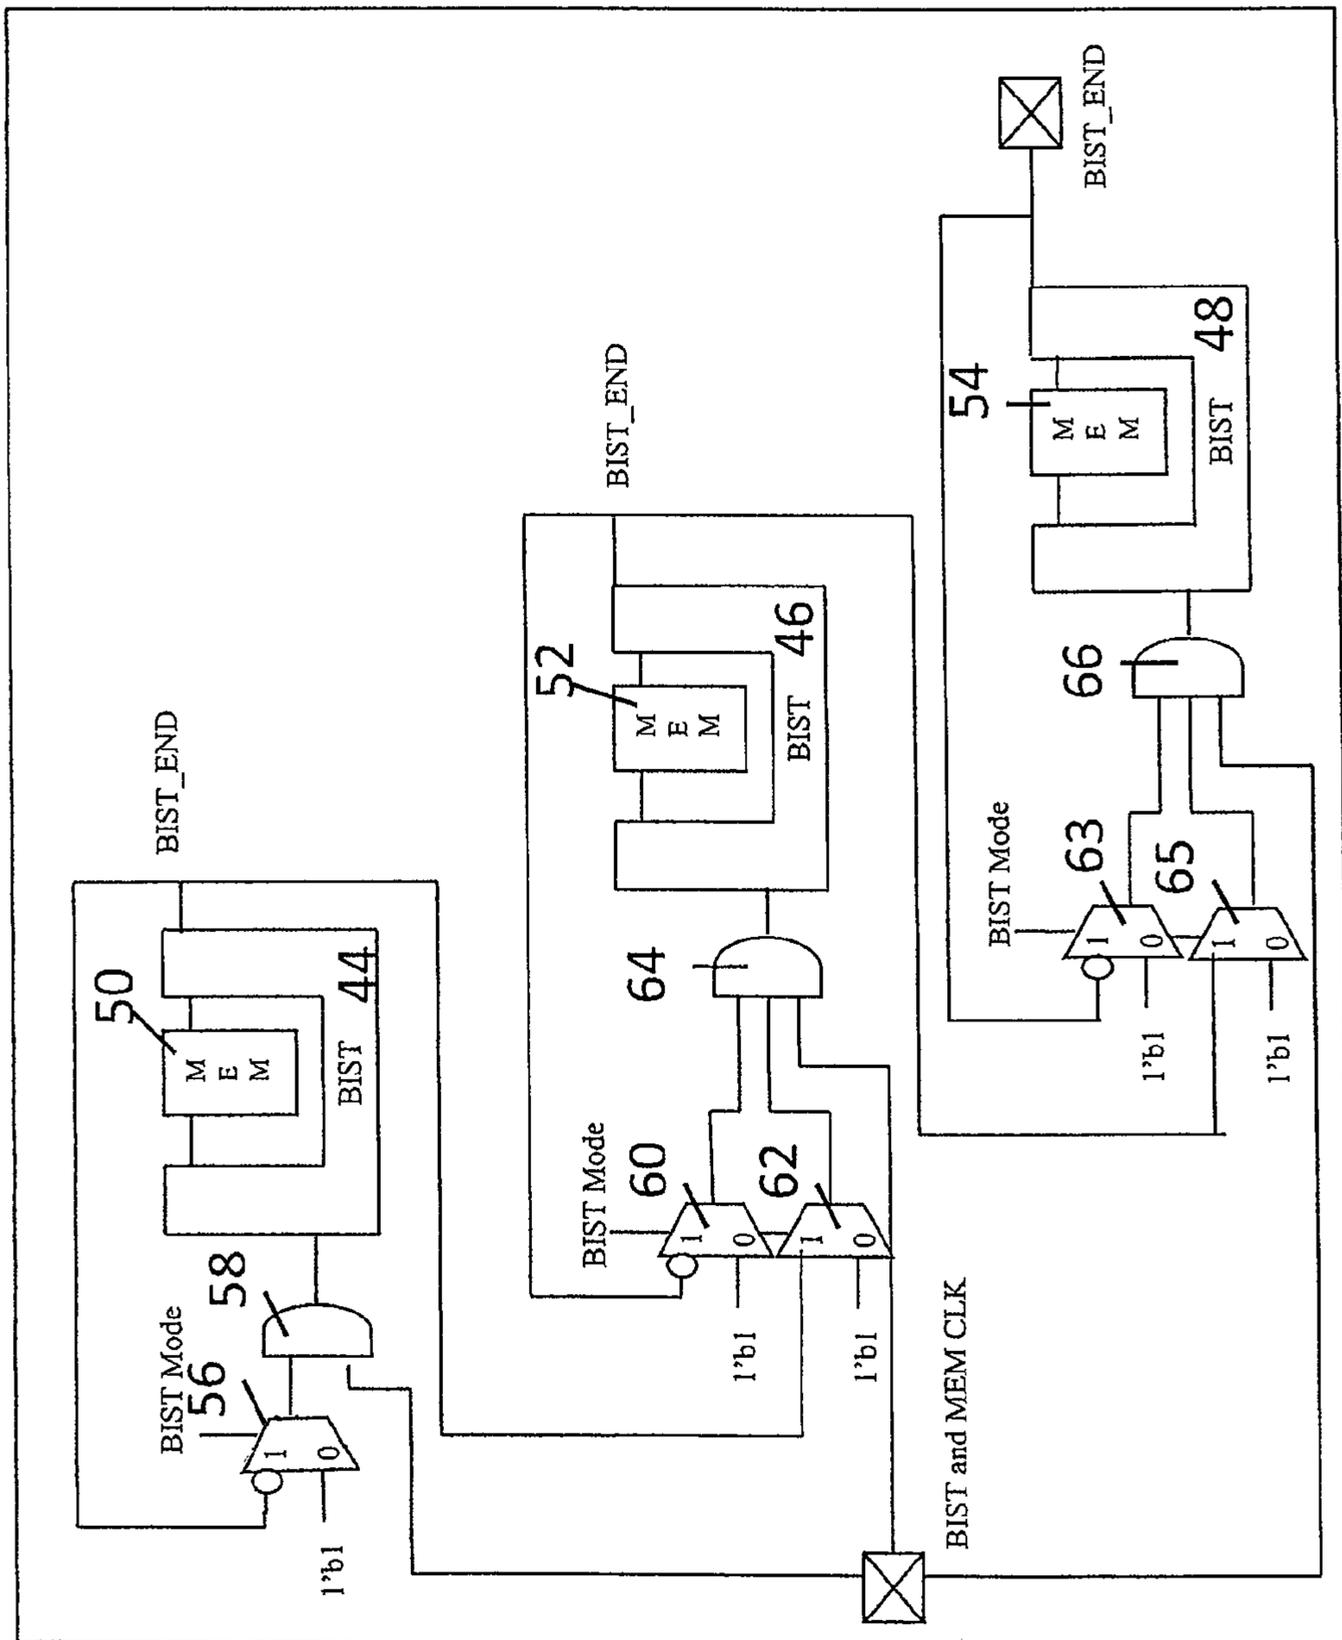 BIST_END
50
M
E
M
BIST
44
58
BIST Mode
56
1
0
1'b1
BIST_END
52
M
E
M
BIST
46
64
BIST Mode
60
62
1
0
1
0
1'b1
1'b1
BIST and MEM CLK
BIST_END
54
M
E
M
BIST
48
66
BIST Mode
63
65
1
0
1
0
1'b1
1'b1